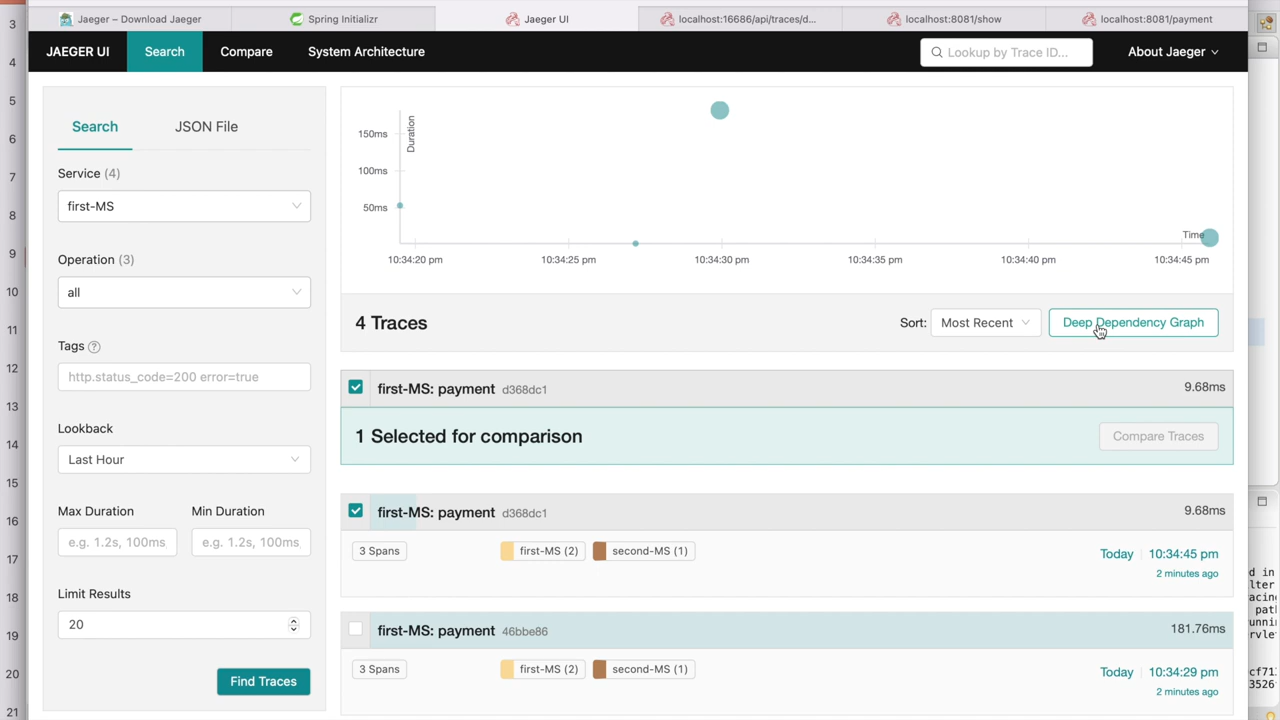 Jaeger – Download Jaeger
Spring Initializr
Jaeger UI
localhost:16686/api/traces/d...
localhost:8081/show
localhost:8081/payment
JAEGER UI
Search
Compare
System Architecture
Lookup by Trace ID...
About Jaeger
3
4
5
6
7
8
9
10
11
12
13
14
15
16
17
18
19
20
21
Search
JSON File
Service (4)
first-MS
Operation (3)
all
Tags ?
http.status_code=200 error=true
Lookback
Last Hour
Max Duration
Min Duration
e.g. 1.2s, 100ms,
e.g. 1.2s, 100ms,
Limit Results
20
Find Traces
Duration
150ms
100ms
50ms
Time
10:34:20 pm
10:34:25 pm
10:34:30 pm
10:34:35 pm
10:34:40 pm
10:34:45 pm
4 Traces
Sort:
Most Recent
Deep Dependency Graph
first-MS: payment d368dc1
9.68ms
1 Selected for comparison
Compare Traces
first-MS: payment d368dc1
9.68ms
3 Spans
first-MS (2)
second-MS (1)
Today
10:34:45 pm
2 minutes ago
first-MS: payment 46bbe86
181.76ms
3 Spans
first-MS (2)
second-MS (1)
Today
10:34:29 pm
2 minutes ago
d in
lter
acing
path
unnin
rvlet
cf71
3526